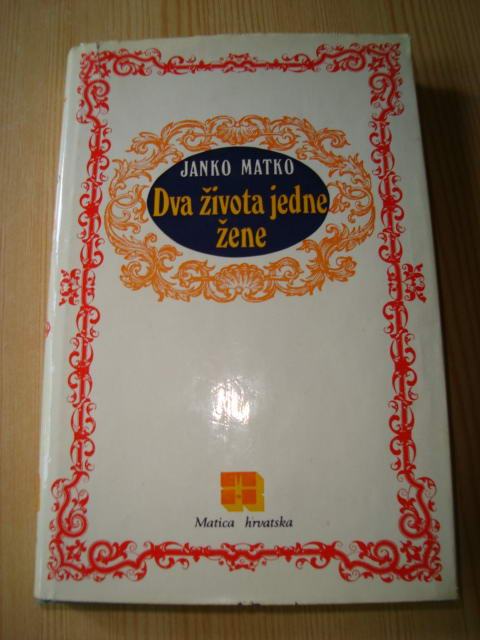 JANKO MATKO
Dva života jedne
žene
Matica hrvatska